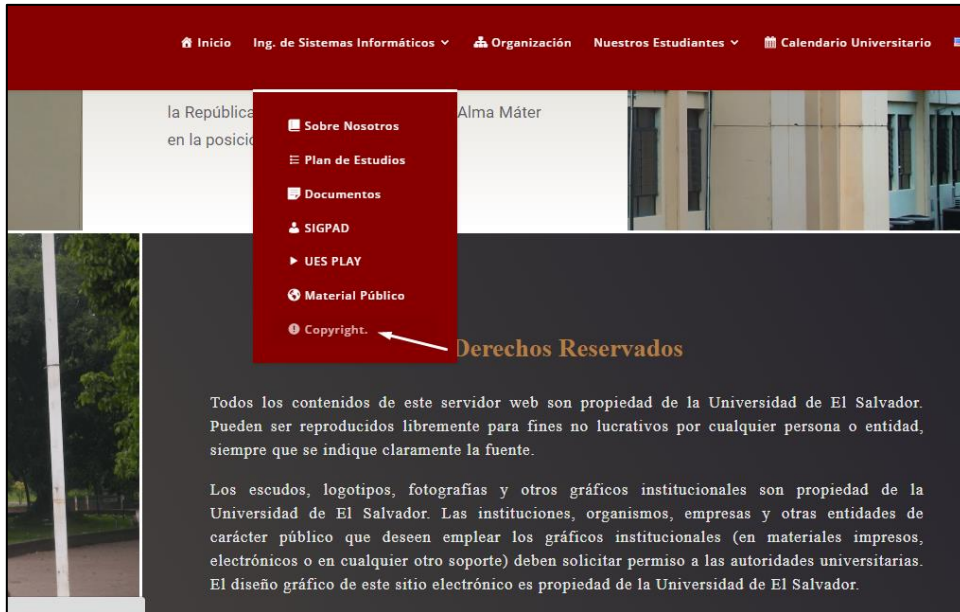 Inicio Ing. de Sistemas Informáticos Organización Nuestros Estudiantes Calendario Universitario
la República Alma Máter
en la posici
Sobre Nosotros
Plan de Estudios
Documentos
SIGPAD
UES PLAY
Material Público
Copyright.
Derechos Reservados
Todos los contenidos de este servidor web son propiedad de la Universidad de El Salvador.
Pueden ser reproducidos libremente para fines no lucrativos por cualquier persona o entidad,
siempre que se indique claramente la fuente.
Los escudos, logotipos, fotografías y otros gráficos institucionales son propiedad de la
Universidad de El Salvador. Las instituciones, organismos, empresas y otras entidades de
carácter público que deseen emplear los gráficos institucionales (en materiales impresos,
electrónicos o en cualquier otro soporte) deben solicitar permiso a las autoridades universitarias.
El diseño gráfico de este sitio electrónico es propiedad de la Universidad de El Salvador.